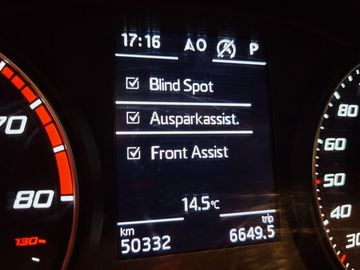 17:16 O P
Blind Spot
Ausparkassist.
Front Assist
14.5°C
km trip
50332 6649.5
70
80
130
80
70
60
50
40
30